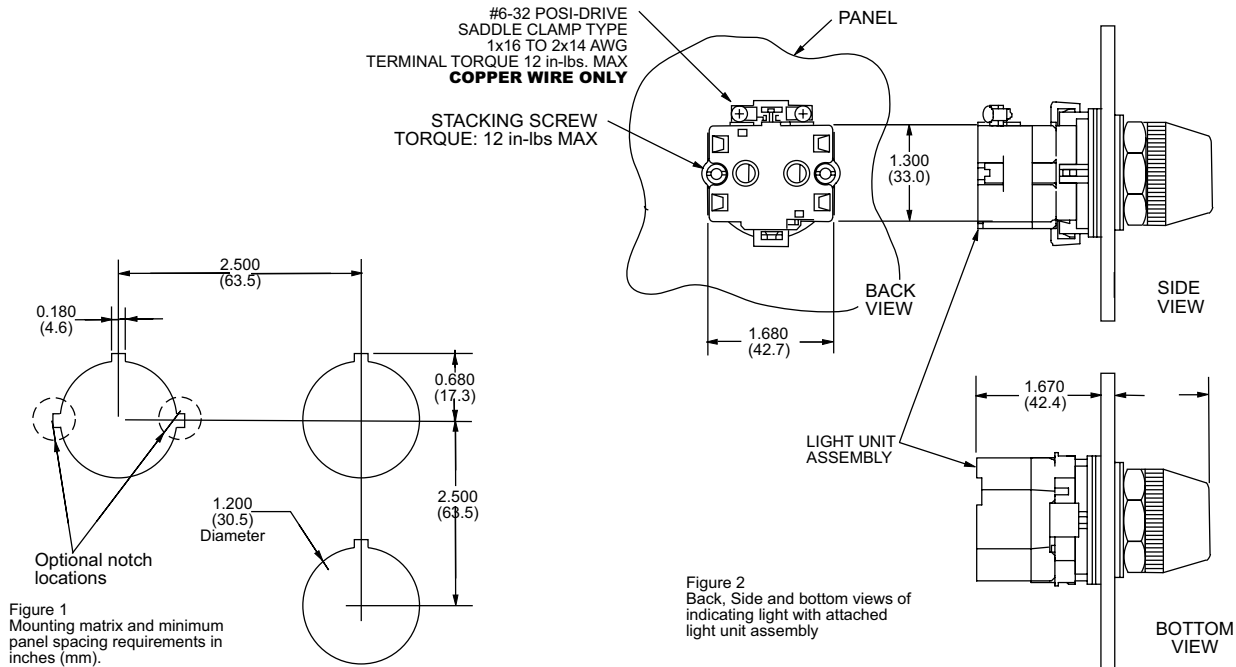 #6-32 POSI-DRIVE
SADDLE CLAMP TYPE
1x16 TO 2x14 AWG
TERMINAL TORQUE 12 in-lbs. MAX
COPPER WIRE ONLY
PANEL
STACKING SCREW
TORQUE: 12 in-lbs MAX
1.300
(33.0)
BACK
VIEW
SIDE
VIEW
1.680
(42.7)
2.500
(63.5)
0.180
(4.6)
0.680
(17.3)
2.500
(63.5)
1.200
(30.5)
Diameter
Optional notch
locations
Figure 1
Mounting matrix and minimum
panel spacing requirements in
inches (mm).
1.670
(42.4)
LIGHT UNIT
ASSEMBLY
Figure 2
Back, Side and bottom views of
indicating light with attached
light unit assembly
BOTTOM
VIEW